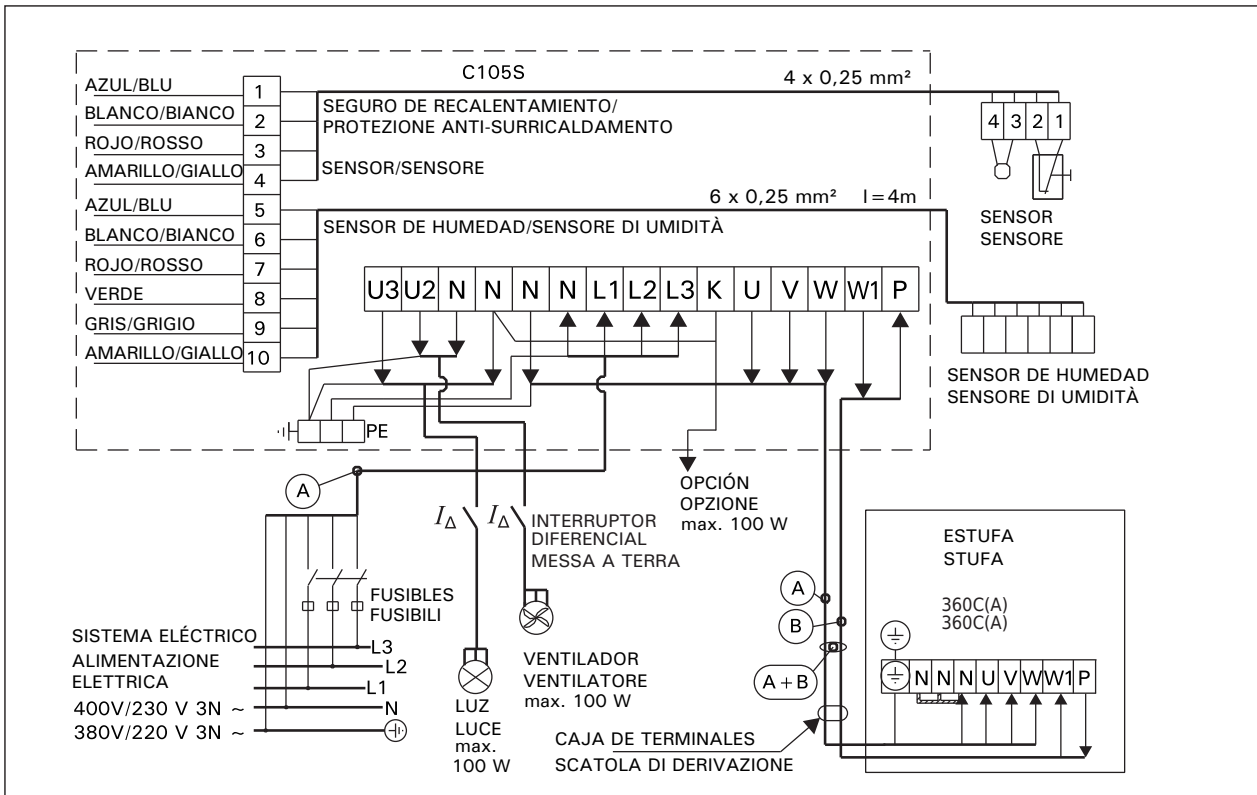 C105S
4 x 0,25 mm²
AZUL/BLU
1
BLANCO/BIANCO
2
ROJO/ROSSO
3
AMARILLO/GIALLO
4
AZUL/BLU
5
BLANCO/BIANCO
6
ROJO/ROSSO
7
VERDE
8
GRIS/GRIGIO
9
AMARILLO/GIALLO
10
SEGURO DE RECALENTAMIENTO/
PROTEZIONE ANTI-SURRICALDAMENTO
SENSOR/SENSORE
4 3 2 1
SENSOR
SENSORE
6 x 0,25 mm² l=4m
SENSOR DE HUMEDAD/SENSORE DI UMIDITÀ
U3 U2 N N N N L1 L2 L3 K U V W W1 P
SENSOR DE HUMEDAD
SENSORE DI UMIDITÀ
PE
A
OPCIÓN
OPZIONE
max. 100 W
IΔ
IΔ
INTERRUPTOR
DIFERENCIAL
MESSA A TERRA
FUSIBLES
FUSIBILI
SISTEMA ELÉCTRICO
ALIMENTAZIONE
ELETTRICA
400V/230 V 3N ~
380V/220 V 3N ~
L3
L2
L1
N
LUZ
LUCE
max.
100 W
VENTILADOR
VENTILATORE
max. 100 W
A
B
A+B
CAJA DE TERMINALES
SCATOLA DI DERIVAZIONE
ESTUFA
STUFA
360C(A)
360C(A)
N N N U V W W1 P